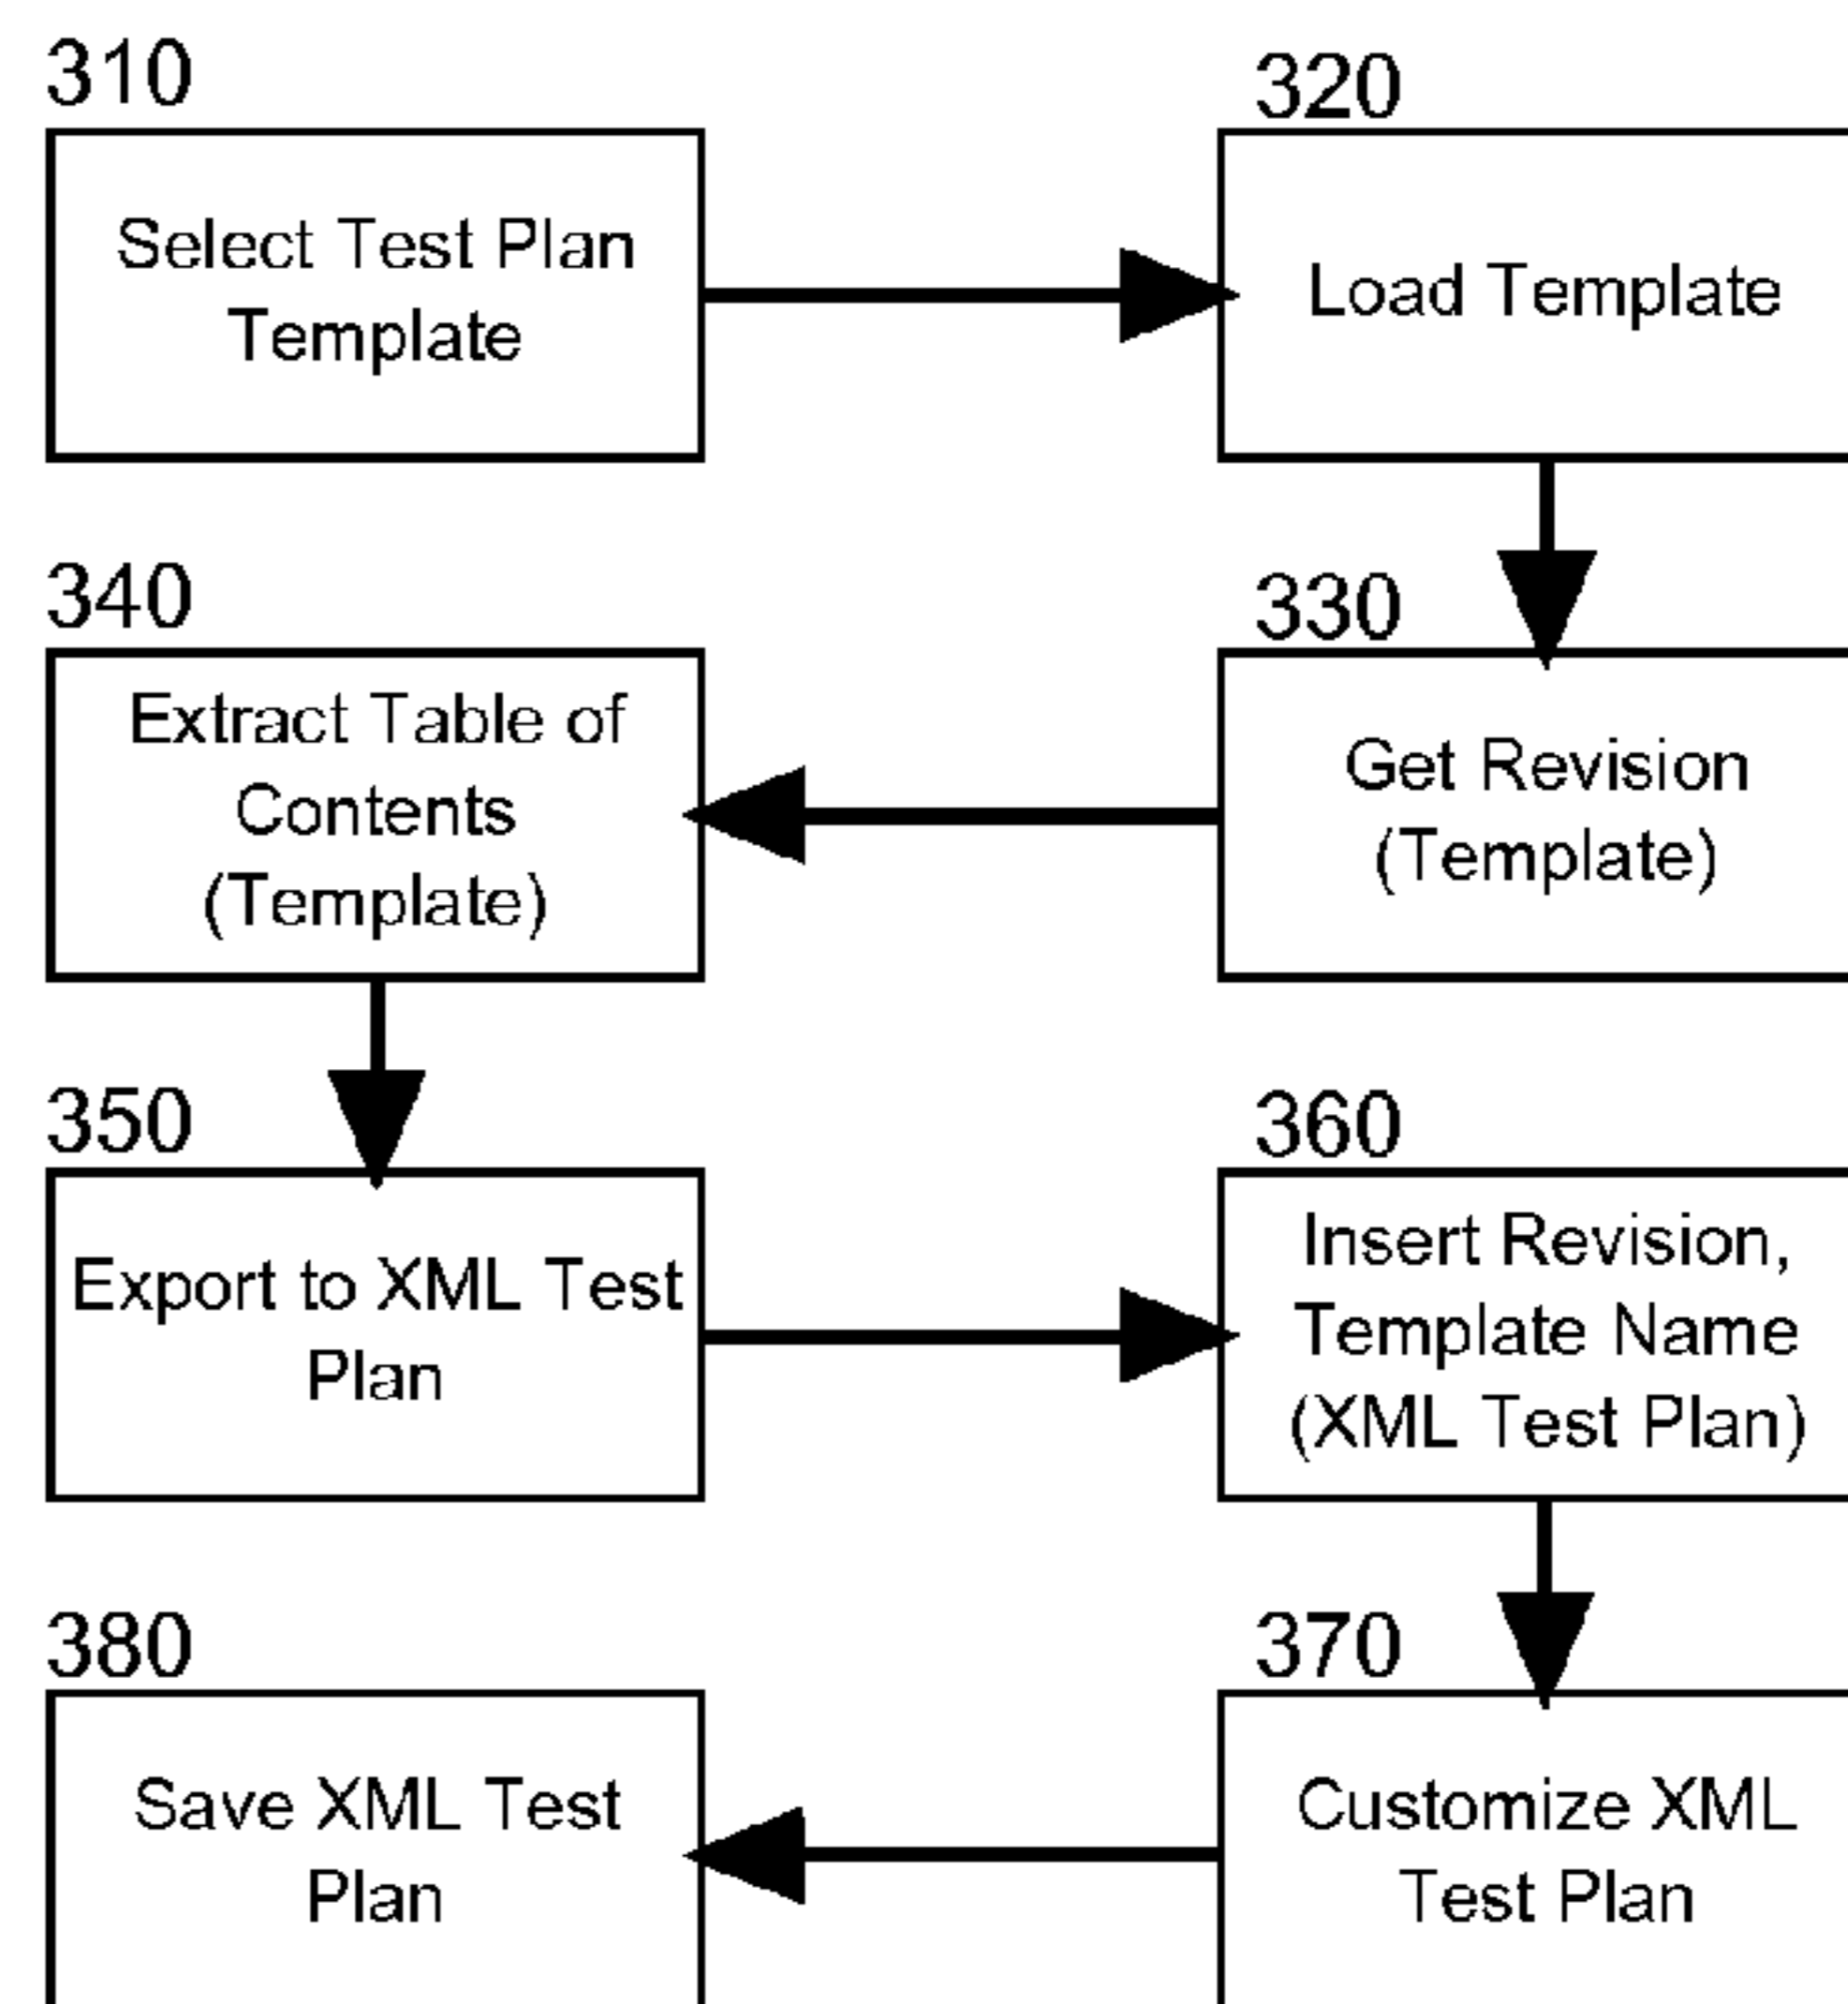 310
Select Test Plan
Template
320
Load Template
330
Get Revision
(Template)
340
Extract Table of
Contents
(Template)
350
Export to XML Test
Plan
360
Insert Revision,
Template Name
(XML Test Plan)
370
Customize XML
Test Plan
380
Save XML Test
Plan